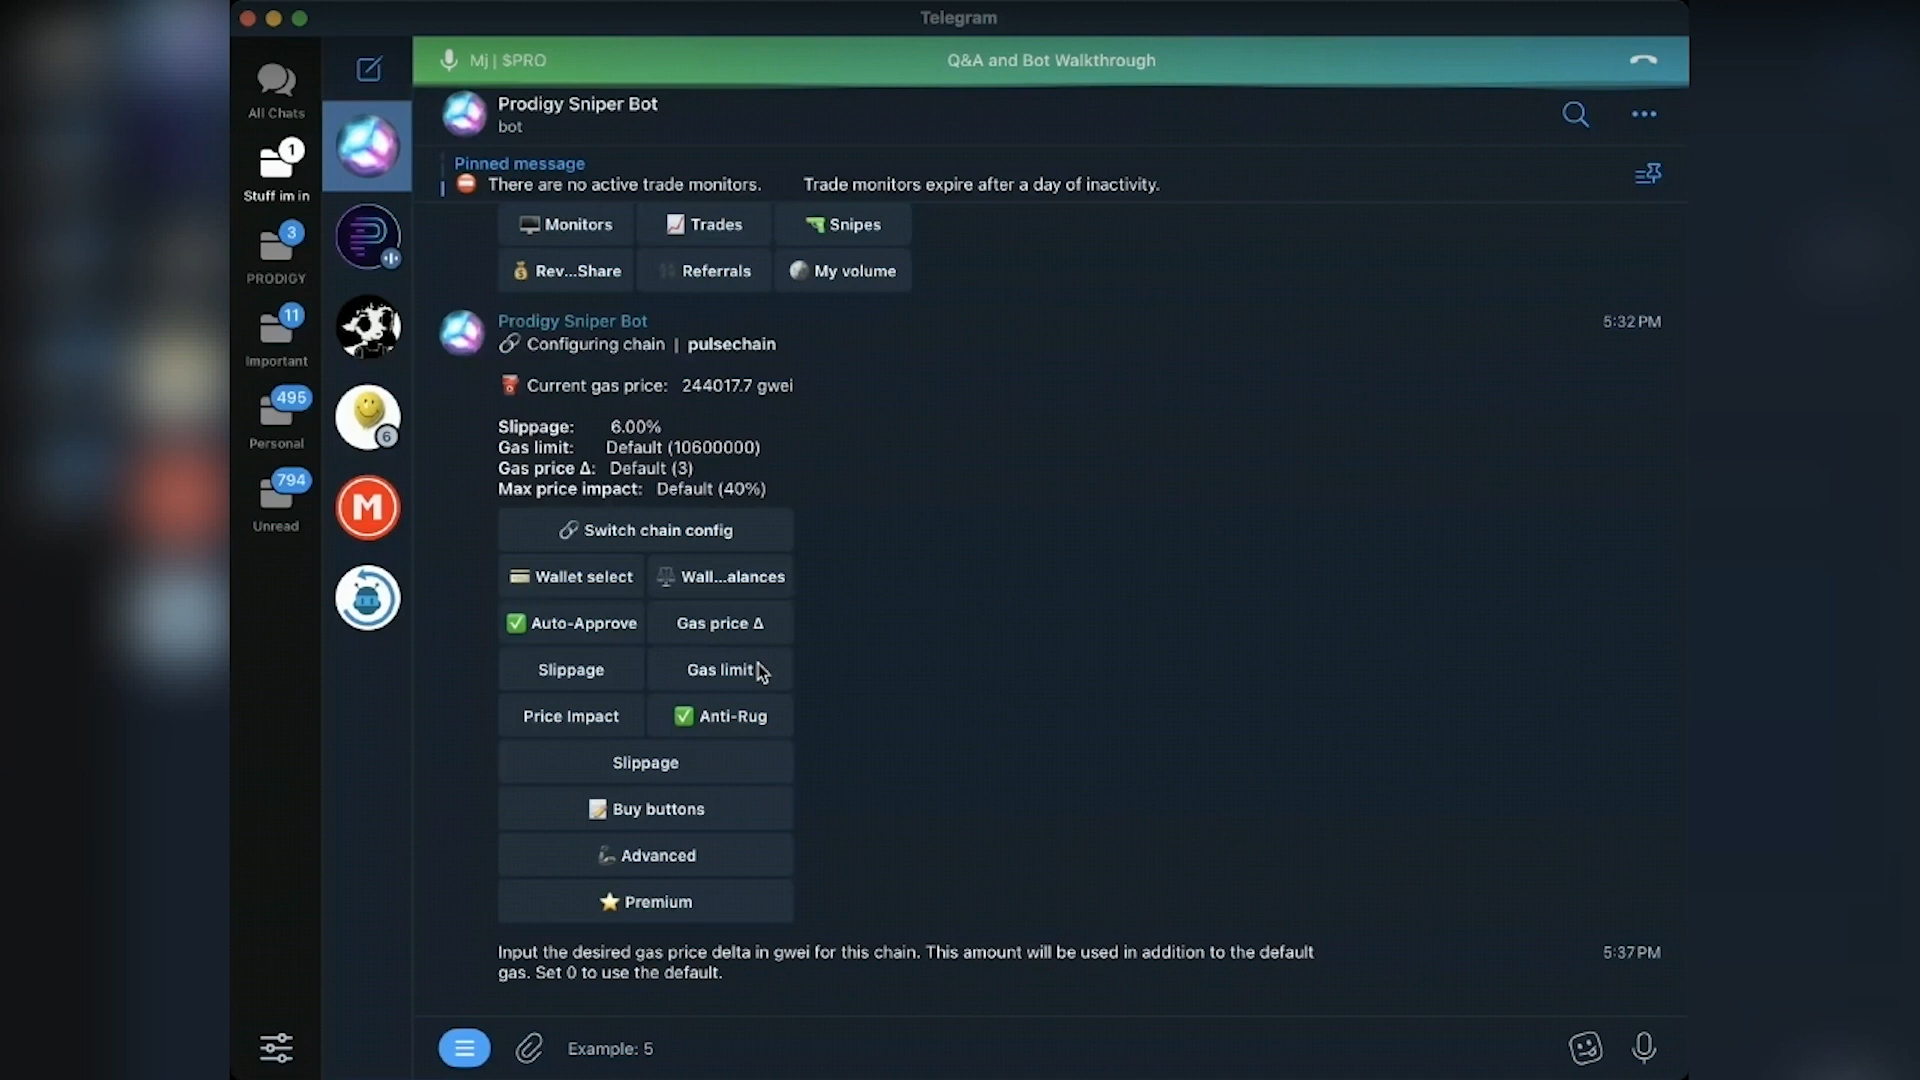 Telegram
Mj | $PRO
Q&A and Bot Walkthrough
All Chats
1
Stuff im in
3
PRODIGY
11
Important
495
Personal
794
Unread
6
M
Prodigy Sniper Bot
bot
Pinned message
There are no active trade monitors. Trade monitors expire after a day of inactivity.
Monitors Trades Snipes
Rev...Share Referrals My volume
Prodigy Sniper Bot 5:32 PM
Configuring chain | pulsechain
Current gas price: 244017.7 gwei
Slippage: 6.00%
Gas limit: Default (10600000)
Gas price Δ: Default (3)
Max price impact: Default (40%)
Switch chain config
Wallet select Wall...alances
Auto-Approve Gas price Δ
Slippage Gas limit
Price Impact Anti-Rug
Slippage
Buy buttons
Advanced
Premium
Input the desired gas price delta in gwei for this chain. This amount will be used in addition to the default 5:37 PM
gas. Set 0 to use the default.
Example: 5